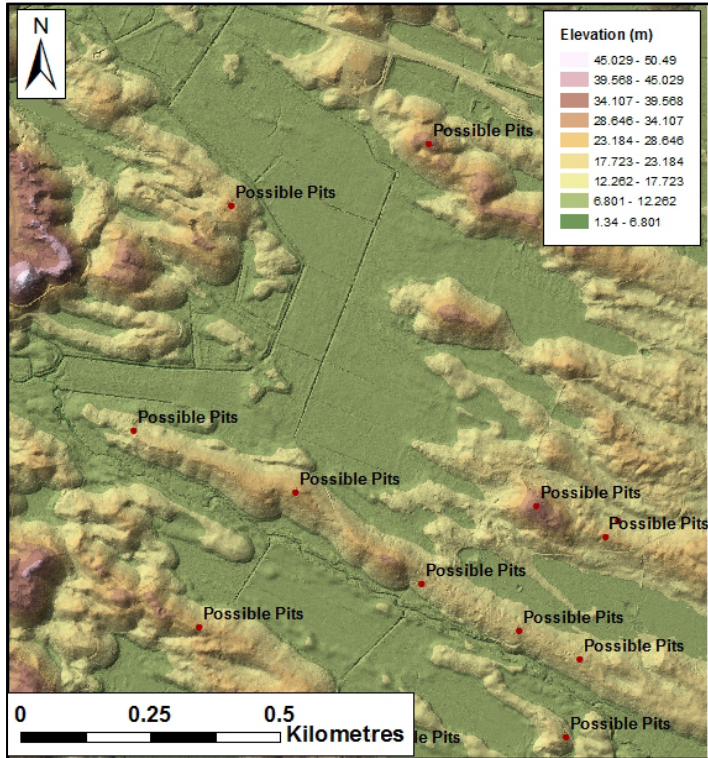 N
Elevation (m)
45.029 - 50.49
39.568 - 45.029
34.107 - 39.568
28.646 - 34.107
23.184 - 28.646
17.723 - 23.184
12.262 - 17.723
6.801 - 12.262
1.34 - 6.801
Possible Pits
Possible Pits
Possible Pits
Possible Pits
Possible Pits
Possible Pits
Possible Pits
Possible Pits
Possible Pits
Possible Pits
Possible Pits
0 0.25 0.5
Kilometres
le Pits